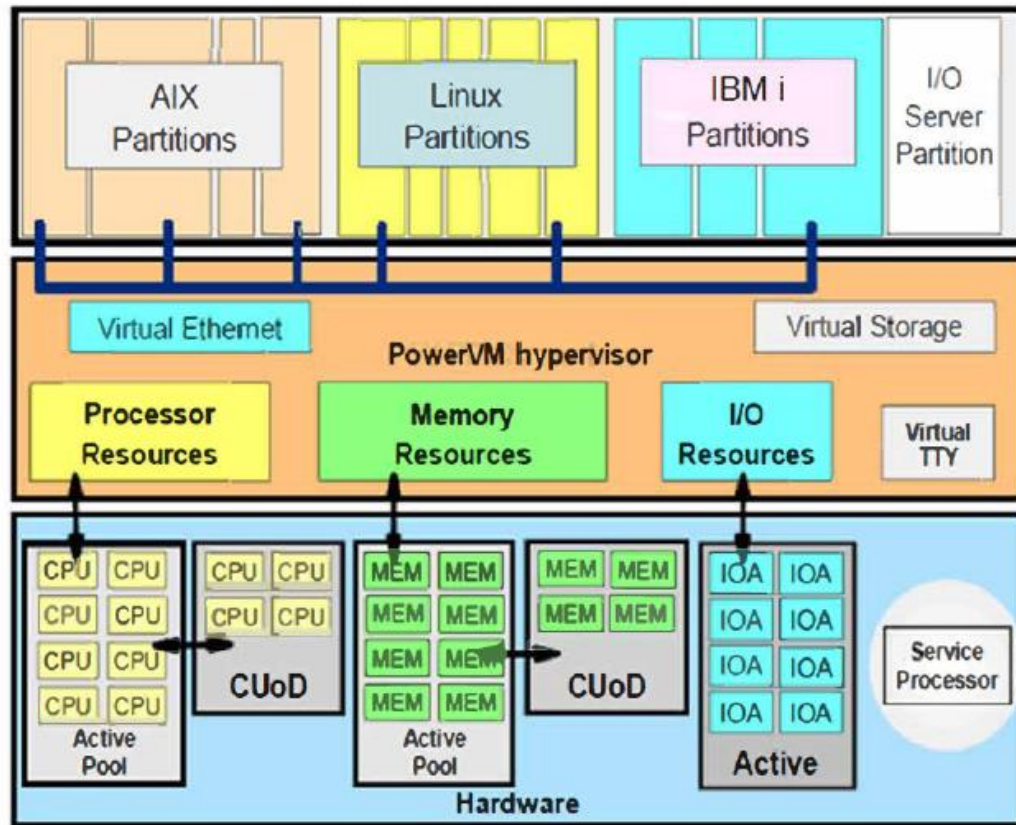 AIX
Partitions
Linux
Partitions
IBM i
Partitions
I/O
Server
Partition
Virtual Ethernet
Virtual Storage
PowerVM hypervisor
Processor
Resources
Memory
Resources
I/O
Resources
Virtual
TTY
CPU CPU
CPU CPU
CPU CPU
CPU CPU
Active
Pool
CPU CPU
CPU CPU
CUoD
MEM MEM
MEM MEM
MEM MEM
MEM MEM
Active
Pool
MEM MEM
MEM MEM
CUoD
IOA IOA
IOA IOA
IOA IOA
IOA IOA
Active
Service
Processor
Hardware